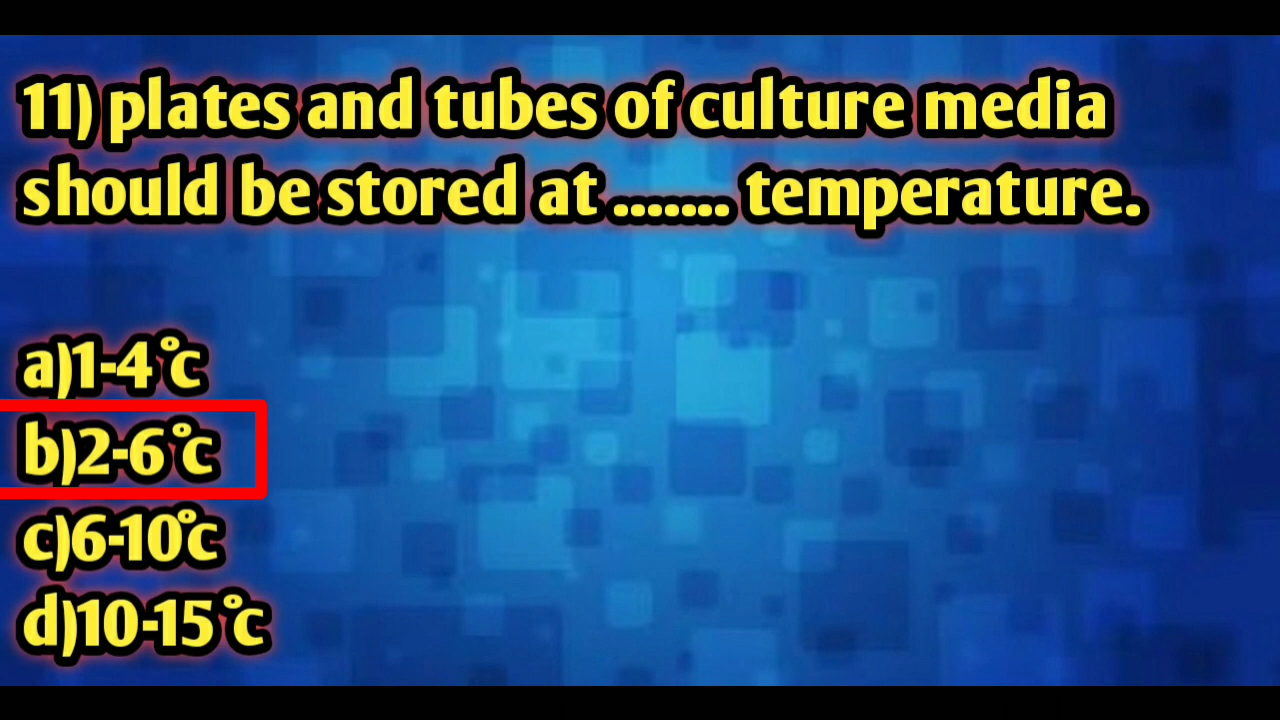 11) plates and tubes of culture media
should be stored at ....... temperature.
a)1-4°c
b)2-6°c
c)6-10°c
d)10-15°c